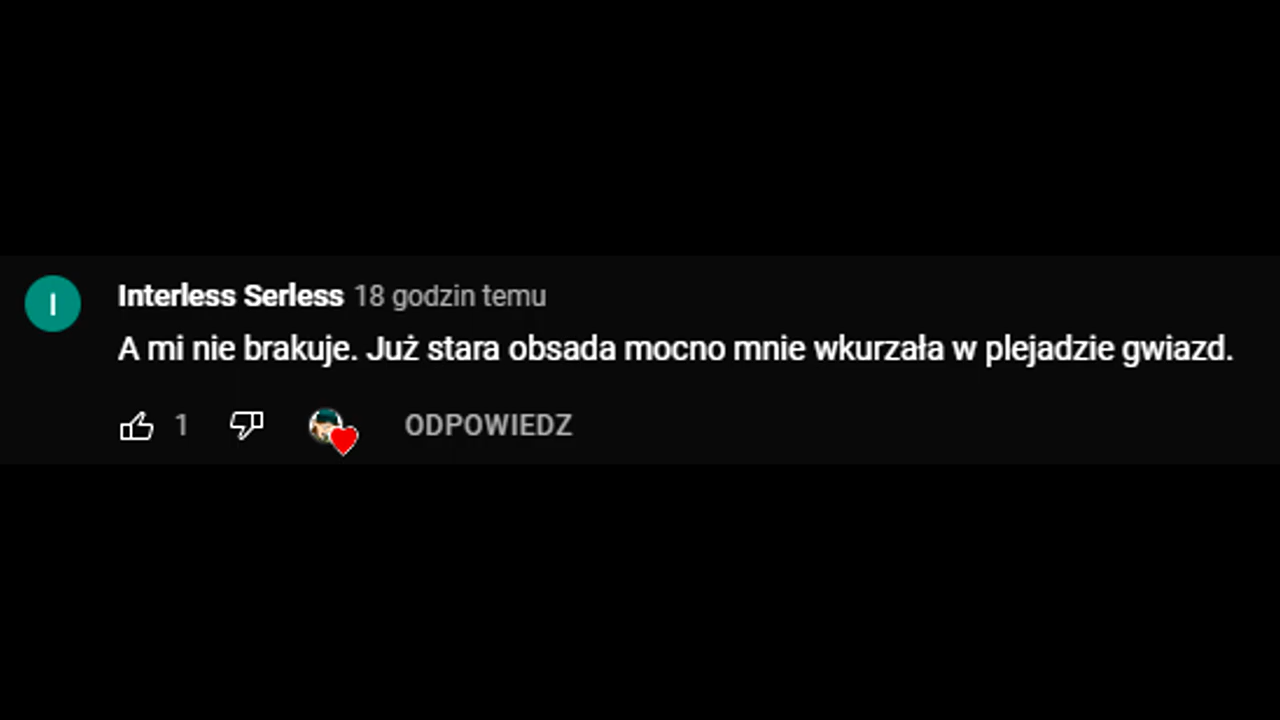 I
Interless Serless 18 godzin temu
A mi nie brakuje. Już stara obsada mocno mnie wkurzała w plejadzie gwiazd.
1 ODPOWIEDZ